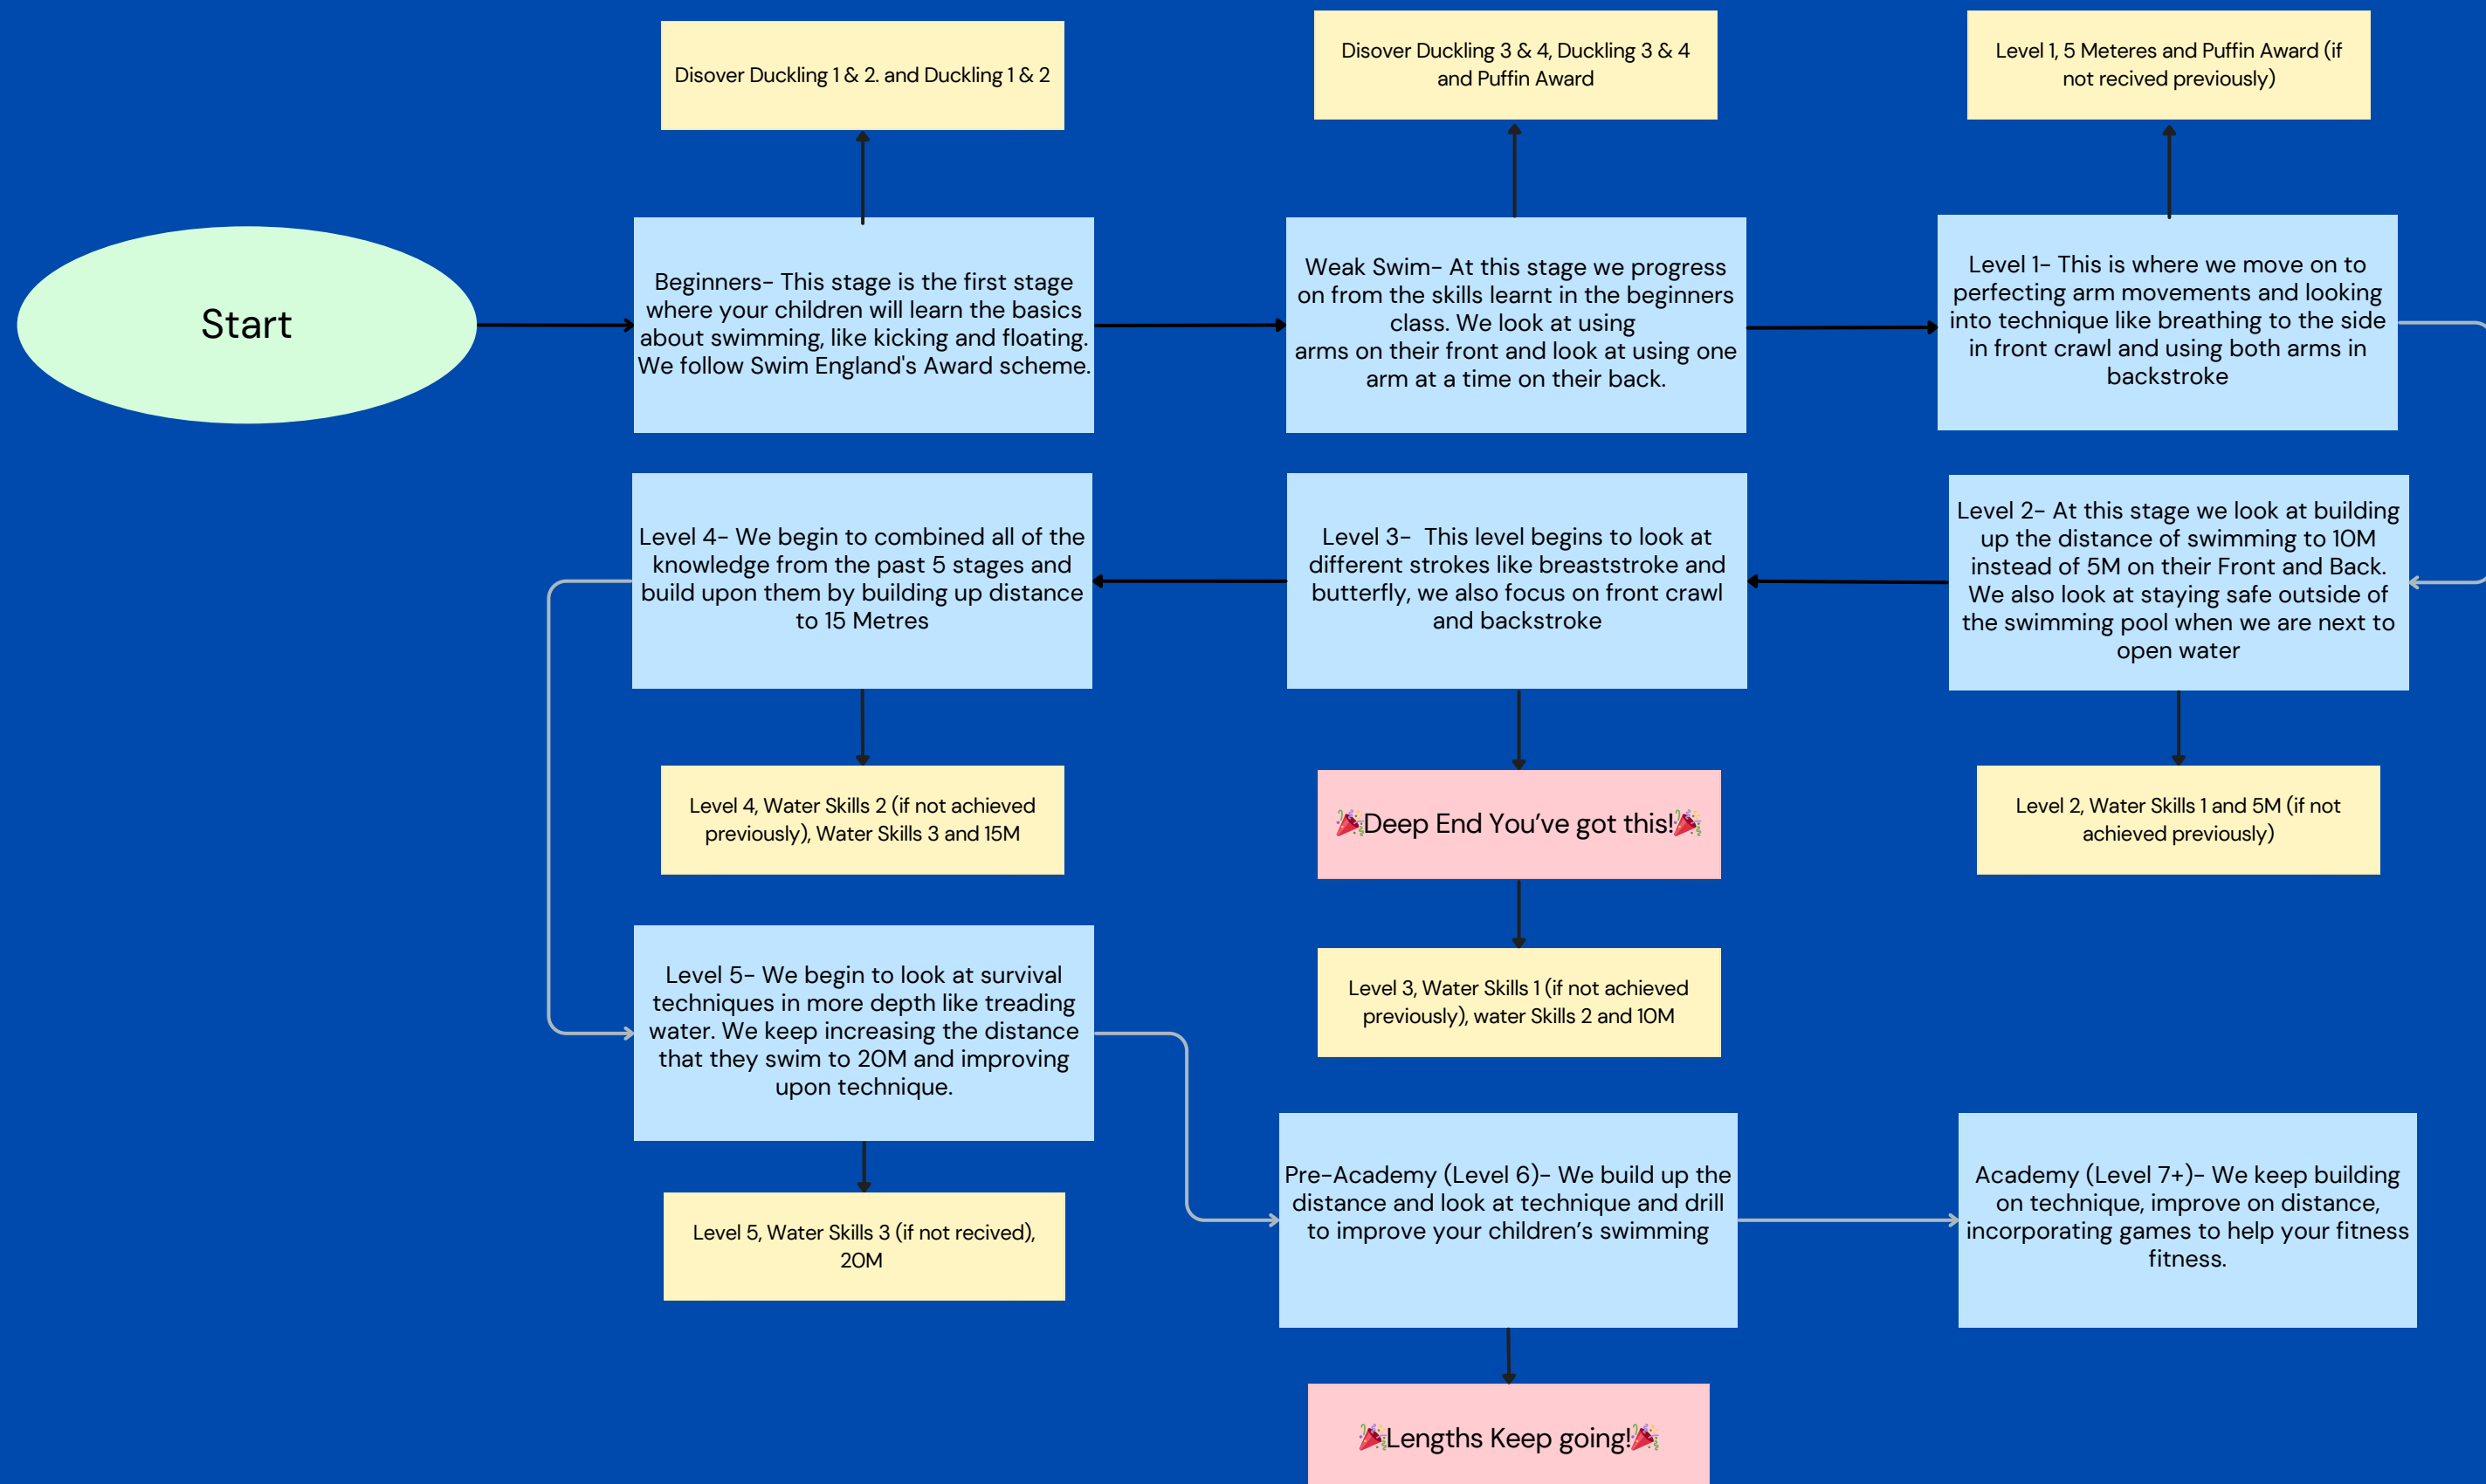 Disover Duckling 1 & 2. and Duckling 1 & 2
Disover Duckling 3 & 4, Duckling 3 & 4
and Puffin Award
Level 1, 5 Meteres and Puffin Award (if
not recived previously)
Start
Beginners- This stage is the first stage
where your children will learn the basics
about swimming, like kicking and floating.
We follow Swim England's Award scheme.
Weak Swim- At this stage we progress
on from the skills learnt in the beginners
class. We look at using
arms on their front and look at using one
arm at a time on their back.
Level 1- This is where we move on to
perfecting arm movements and looking
into technique like breathing to the side
in front crawl and using both arms in
backstroke
Level 2- At this stage we look at building
up the distance of swimming to 10M
instead of 5M on their Front and Back.
We also look at staying safe outside of
the swimming pool when we are next to
open water
Level 3- This level begins to look at
different strokes like breaststroke and
butterfly, we also focus on front crawl
and backstroke
Level 4- We begin to combined all of the
knowledge from the past 5 stages and
build upon them by building up distance
to 15 Metres
Level 4, Water Skills 2 (if not achieved
previously), Water Skills 3 and 15M
🎉Deep End You’ve got this!🎉
Level 2, Water Skills 1 and 5M (if not
achieved previously)
Level 3, Water Skills 1 (if not achieved
previously), water Skills 2 and 10M
Level 5- We begin to look at survival
techniques in more depth like treading
water. We keep increasing the distance
that they swim to 20M and improving
upon technique.
Level 5, Water Skills 3 (if not recived),
20M
Pre-Academy (Level 6)- We build up the
distance and look at technique and drill
to improve your children’s swimming
Academy (Level 7+)- We keep building
on technique, improve on distance,
incorporating games to help your fitness
fitness.
🎉Lengths Keep going!🎉